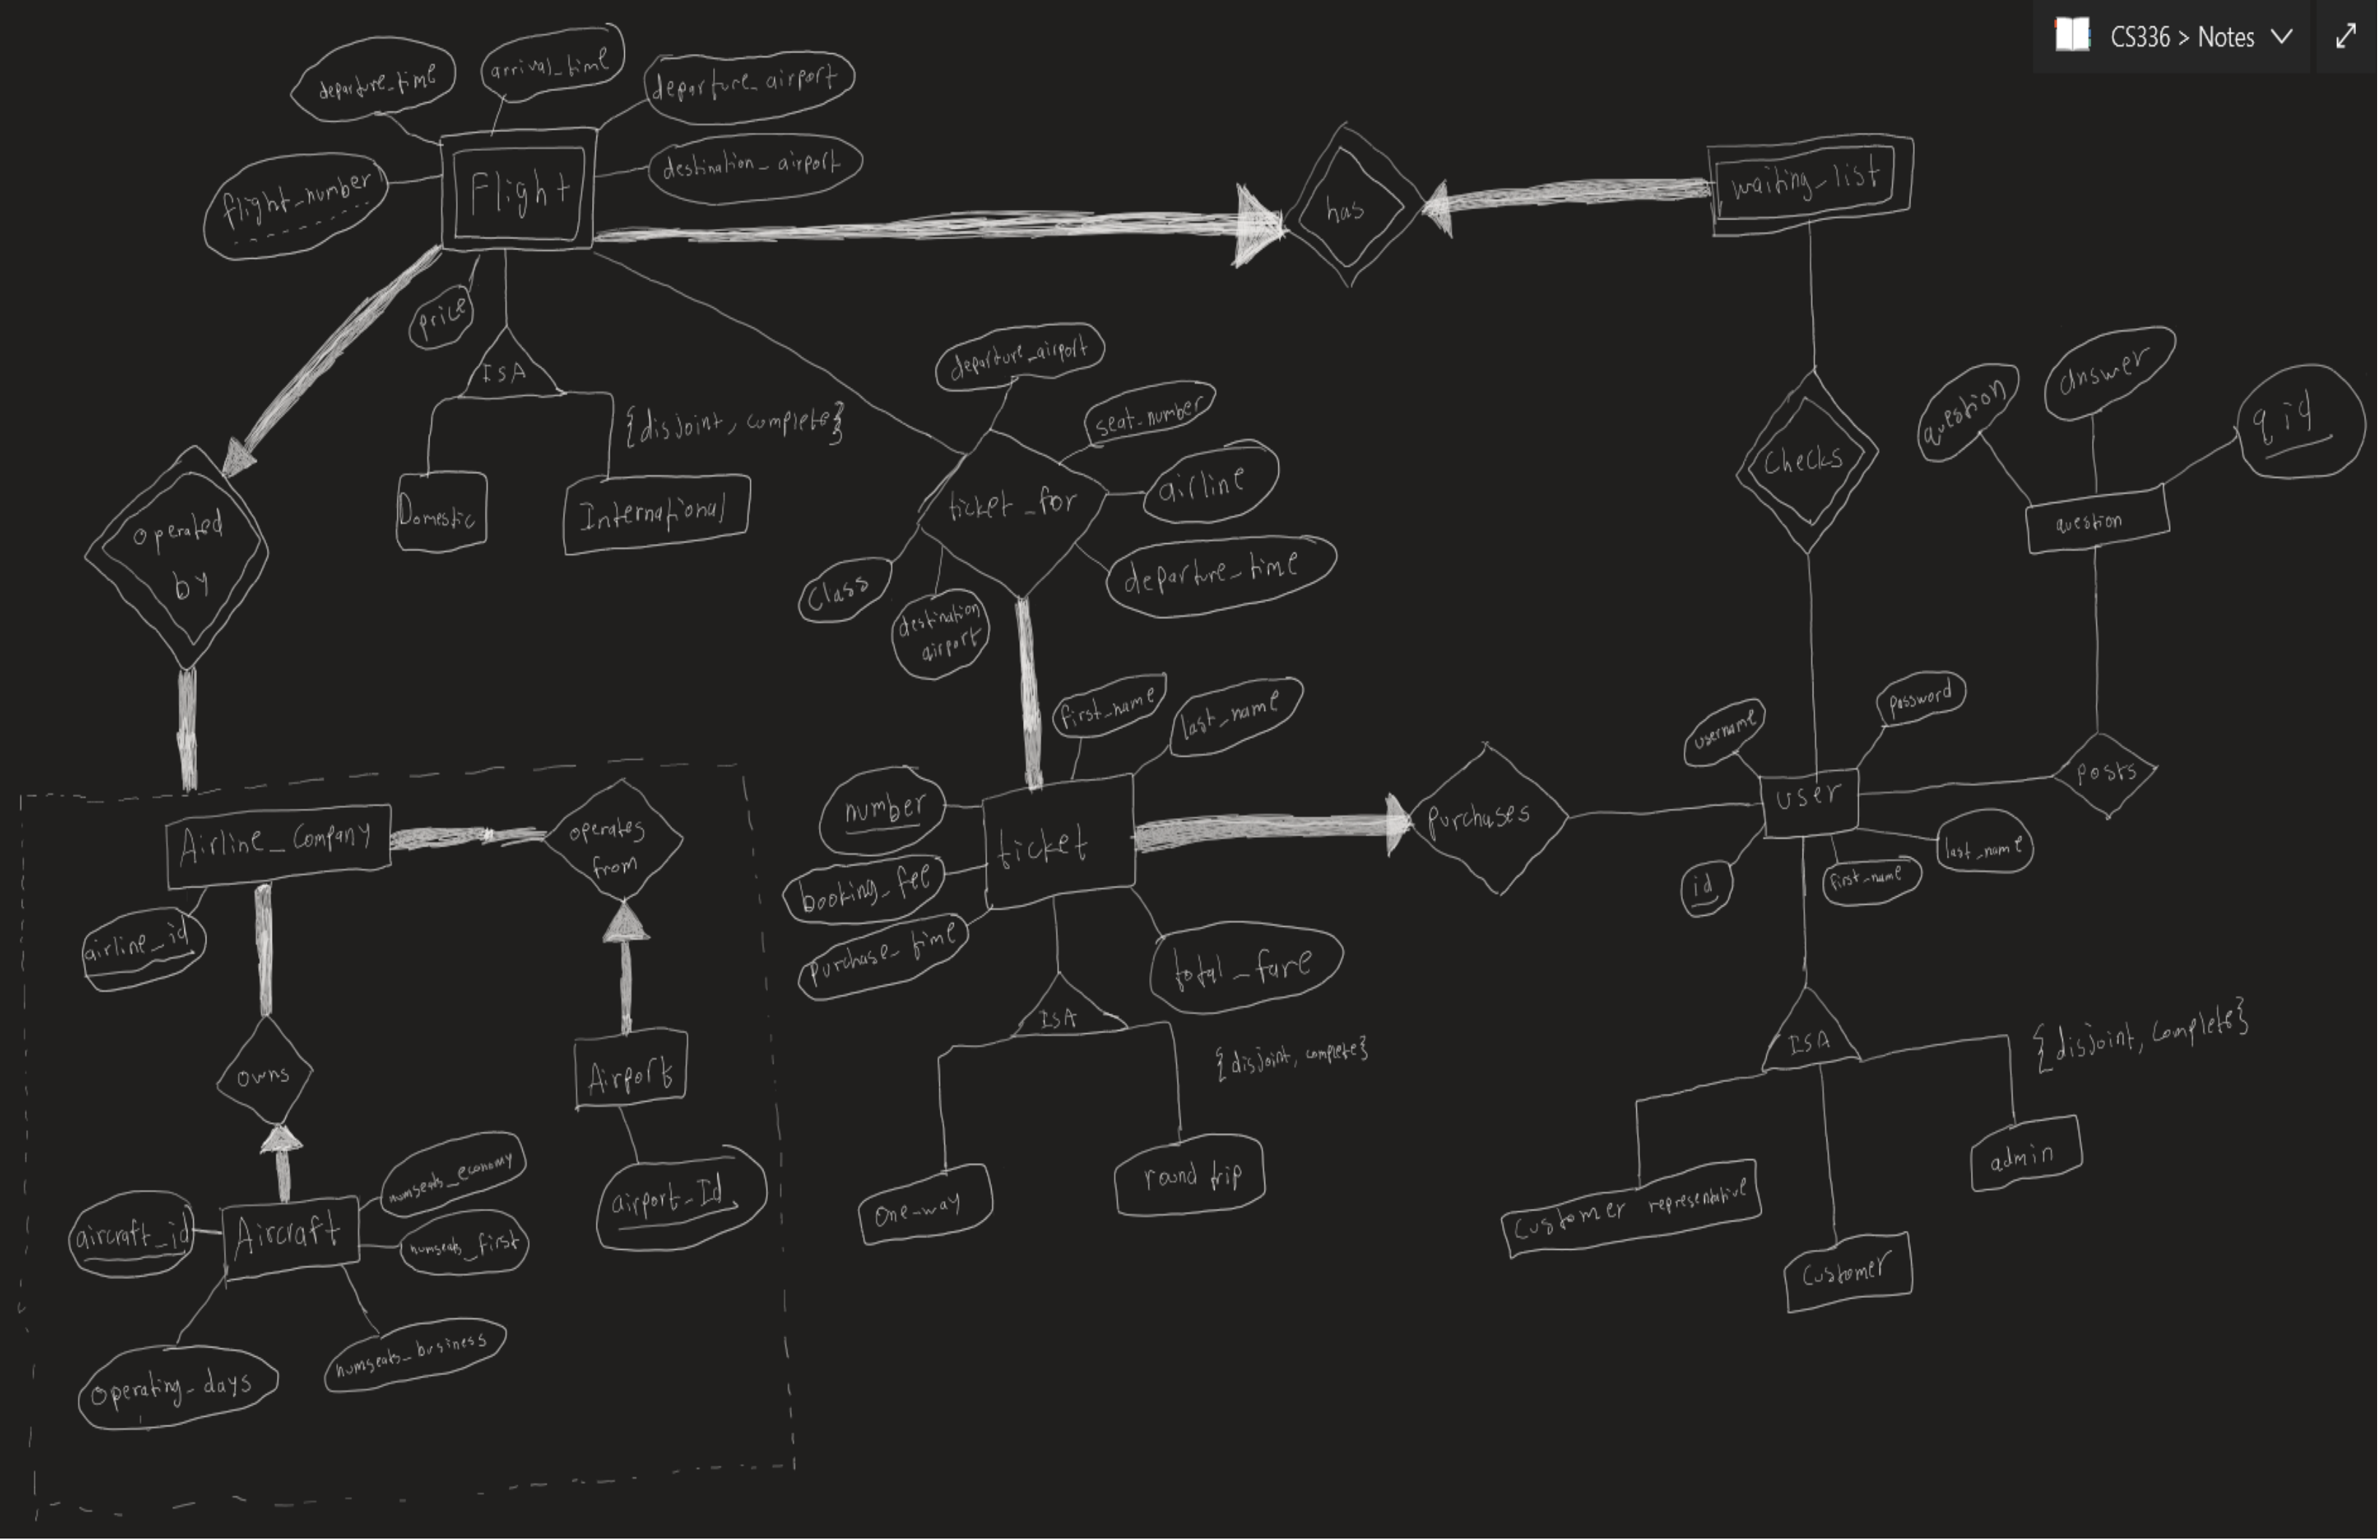 CS336 > Notes
departure_time
arrival_time
departure_airport
destination_airport
flight_number
Flight
has
waiting_list
price
ISA
{disjoint, complete}
Domestic
International
departure_airport
seat_number
airline
ticket_for
departure_time
Class
destination
airport
Checks
question
answer
qid
question
operated
by
first_name
last_name
username
password
number
booking_fee
purchase_time
ticket
total_fare
Purchases
user
posts
id
first_name
last_name
Airline_Company
operates
from
airline_id
owns
Airport
airport_Id
ISA
{disjoint, complete}
one-way
round trip
ISA
{disjoint, complete}
Customer representative
Customer
admin
numseats_economy
aircraft_id
Aircraft
numseats_first
operating_days
numseats_business